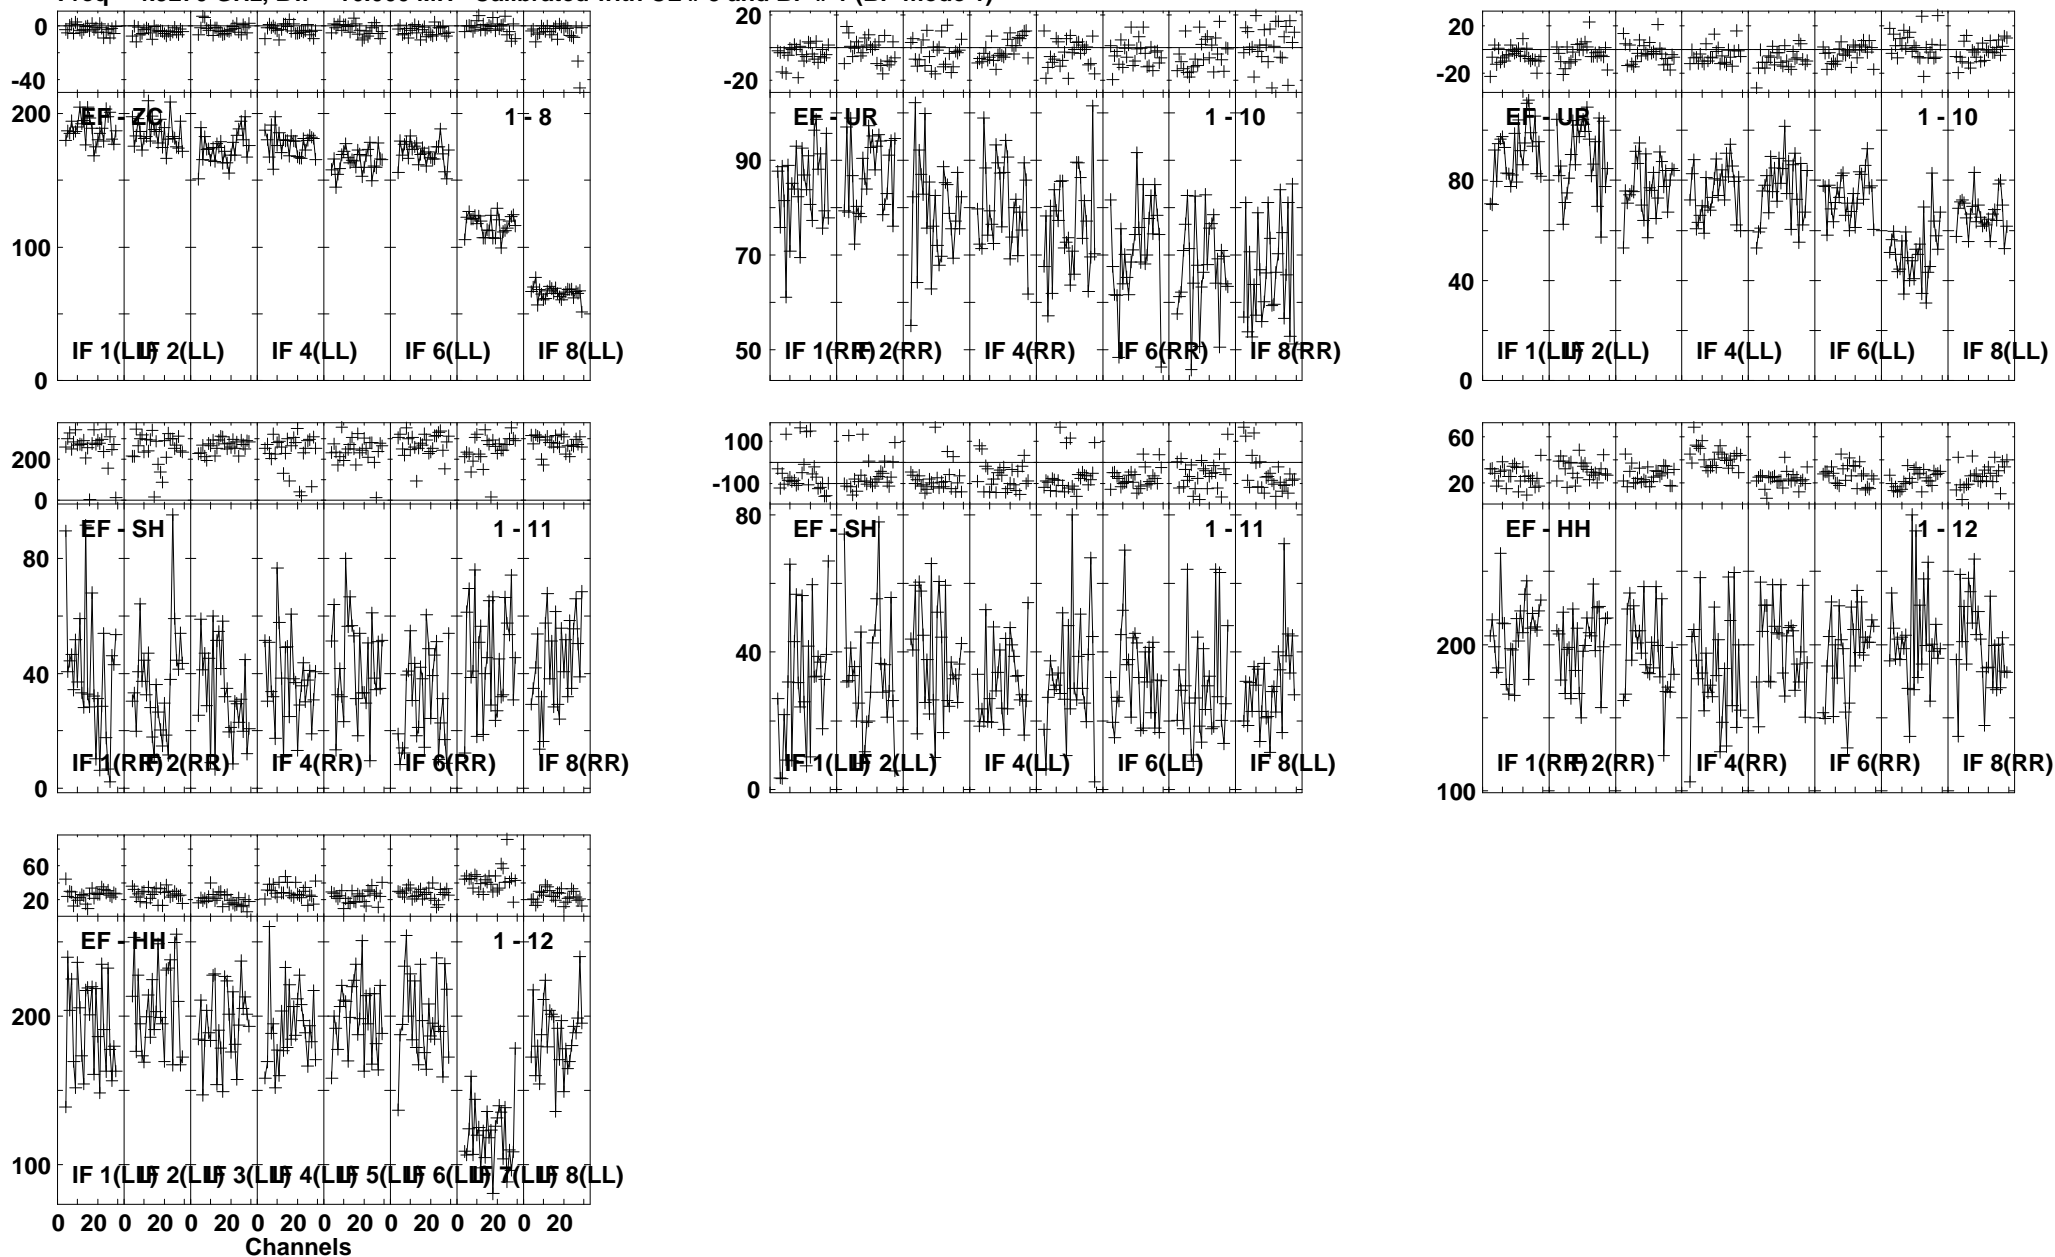 0
-40
200
100
0
EF - ZC
1 - 8
IF 1(LL)
IF 2(LL)
IF 4(LL)
IF 6(LL)
IF 8(LL)
20
-20
90
70
50
EF - UR
1 - 10
IF 1(RR)
IF 2(RR)
IF 4(RR)
IF 6(RR)
IF 8(RR)
20
-20
80
40
0
EF - UR
1 - 10
IF 1(LL)
IF 2(LL)
IF 4(LL)
IF 6(LL)
IF 8(LL)
200
0
80
40
0
EF - SH
1 - 11
IF 1(RR)
IF 2(RR)
IF 4(RR)
IF 6(RR)
IF 8(RR)
100
-100
80
40
0
EF - SH
1 - 11
IF 1(LL)
IF 2(LL)
IF 4(LL)
IF 6(LL)
IF 8(LL)
60
20
200
100
EF - HH
1 - 12
IF 1(RR)
IF 2(RR)
IF 4(RR)
IF 6(RR)
IF 8(RR)
60
20
200
100
EF - HH
1 - 12
IF 1(LL)
IF 2(LL)
IF 3(LL)
IF 4(LL)
IF 5(LL)
IF 6(LL)
IF 7(LL)
IF 8(LL)
0 20 0 20 0 20 0 20 0 20 0 20 0 20 0 20
Channels